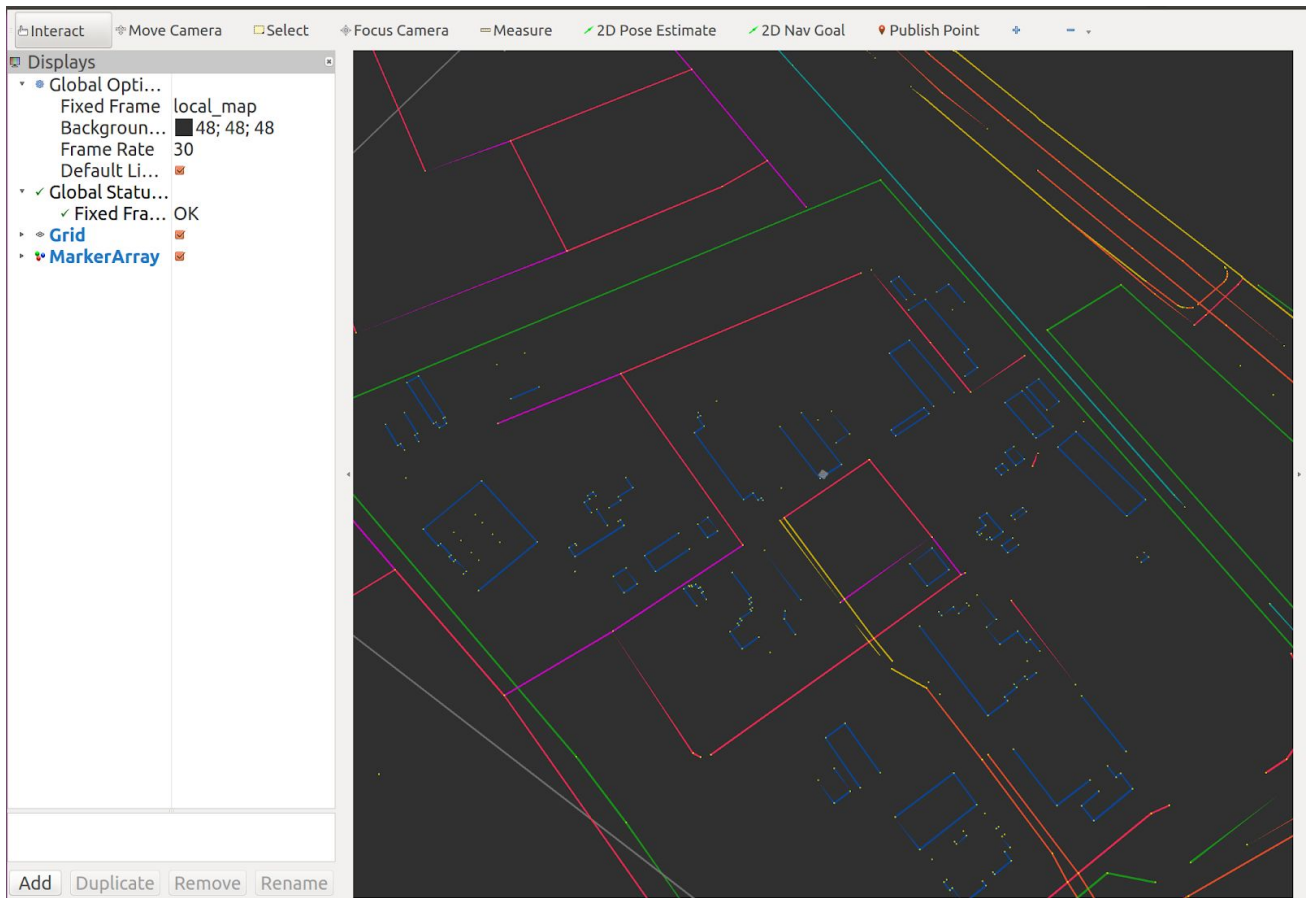 Interact Move Camera Select Focus Camera Measure 2D Pose Estimate 2D Nav Goal Publish Point
Displays
Global Opti...
Fixed Frame local_map
Backgroun... 48; 48; 48
Frame Rate 30
Default Li...
Global Statu...
Fixed Fra... OK
Grid
MarkerArray
Add Duplicate Remove Rename